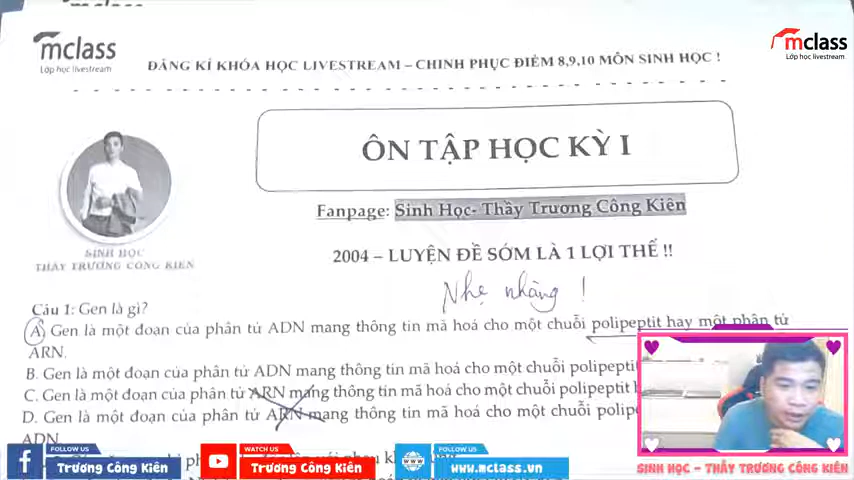 mclass
Lớp học livestream
ĐĂNG KÍ KHÓA HỌC LIVESTREAM – CHINH PHỤC ĐIỂM 8,9,10 MÔN SINH HỌC !
mclass
Lớp học livestream
ÔN TẬP HỌC KỲ I
Fanpage: Sinh Học- Thầy Trương Công Kiên
SINH HỌC
THẦY TRƯƠNG CÔNG KIÊN
2004 – LUYỆN ĐỀ SỚM LÀ 1 LỢI THẾ !!
Nhẹ nhàng !
Câu 1: Gen là gì?
A. Gen là một đoạn của phân tử ADN mang thông tin mã hoá cho một chuỗi polipeptit hay một phân tử
ARN.
B. Gen là một đoạn của phân tử ADN mang thông tin mã hoá cho một chuỗi polipepti
C. Gen là một đoạn của phân tử ARN mang thông tin mã hoá cho một chuỗi polipeptit
D. Gen là một đoạn của phân tử ARN mang thông tin mã hoá cho một chuỗi polip
ADN
FOLLOW US
Trương Công Kiên
WATCH US
Trương Công Kiên
FOLLOW US
www.mclass.vn
SINH HỌC – THẦY TRƯƠNG CÔNG KIÊN